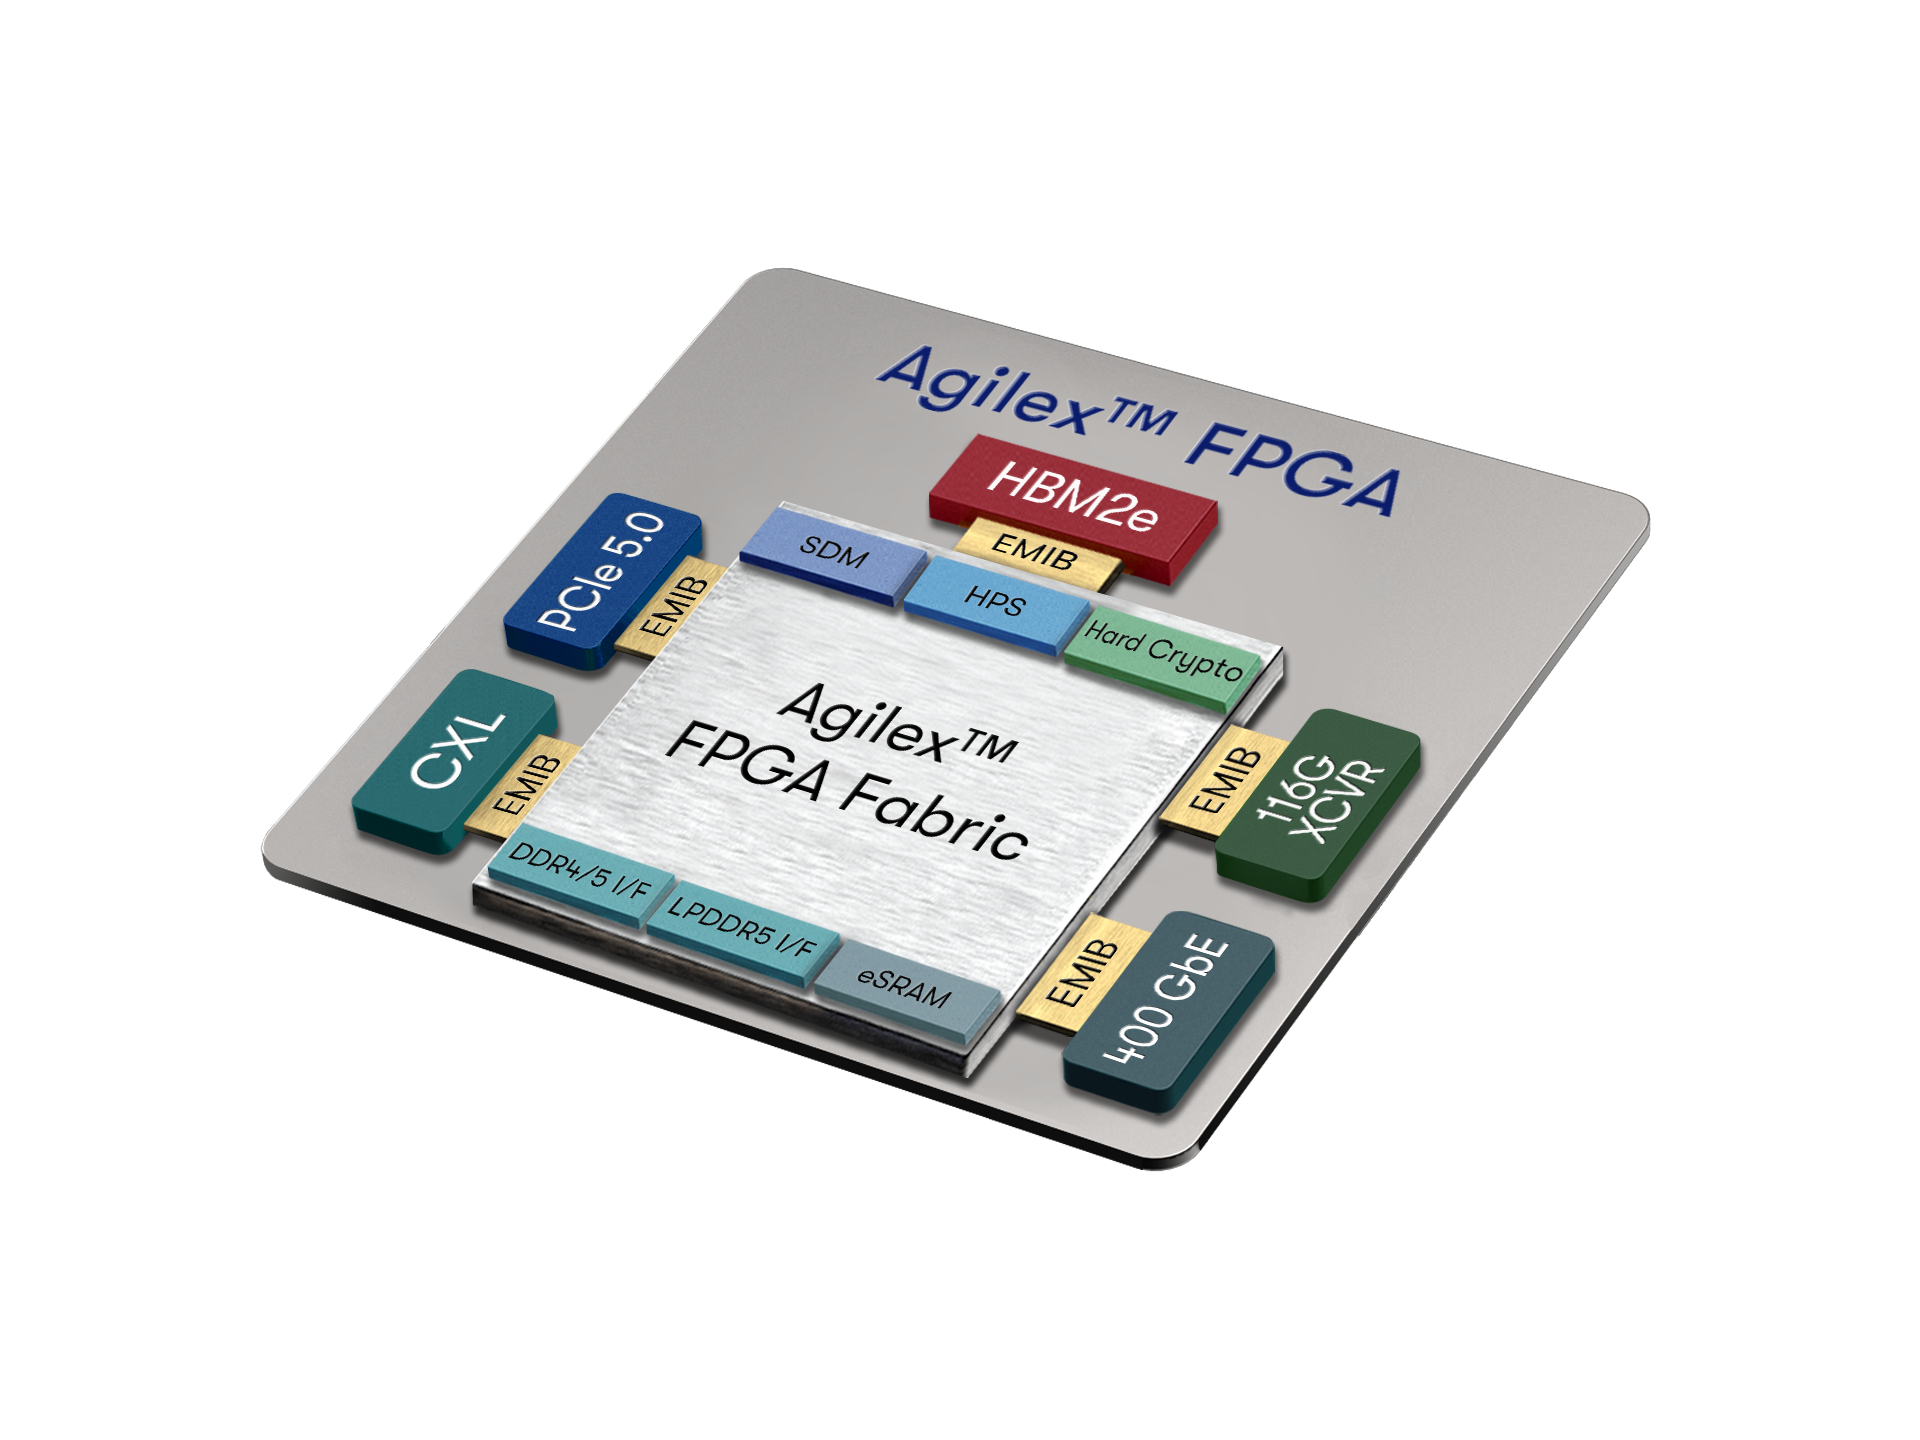 Agilex™ FPGA
HBM2e
EMIB
PCIe 5.0
EMIB
SDM
HPS
Hard Crypto
CXL
EMIB
Agilex™
FPGA Fabric
EMIB
116G
XCVR
DDR4/5 I/F
LPDDR5 I/F
eSRAM
EMIB
400 GbE